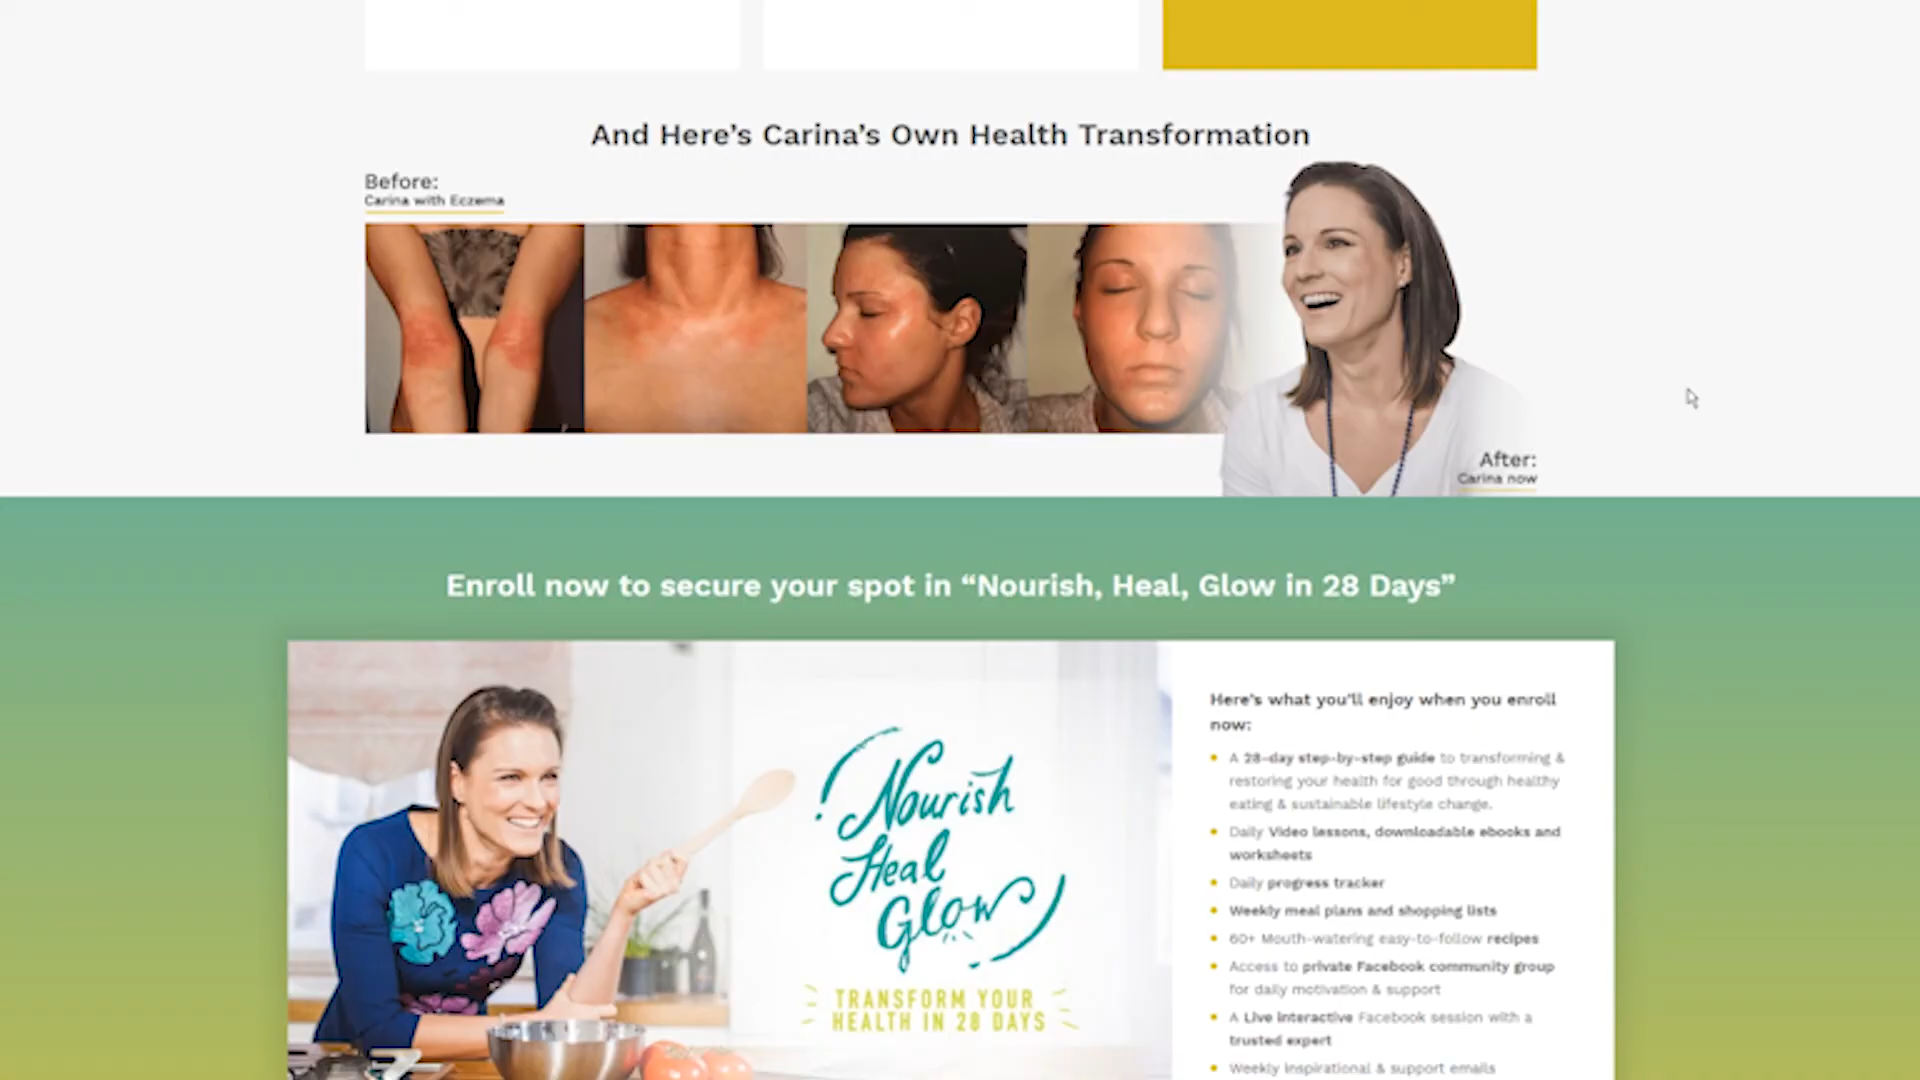 And Here’s Carina’s Own Health Transformation
Before:
Carina with Eczema
After:
Carina now
Enroll now to secure your spot in “Nourish, Heal, Glow in 28 Days”
Nourish
Heal
Glow
TRANSFORM YOUR
HEALTH IN 28 DAYS
Here's what you'll enjoy when you enroll
now:
A 28-day step-by-step guide to transforming &
restoring your health for good through healthy
eating & sustainable lifestyle change.
Daily Video lessons, downloadable ebooks and
worksheets
Daily progress tracker
Weekly meal plans and shopping lists
60+ Mouth-watering easy-to-follow recipes
Access to private Facebook community group
for daily motivation & support
A Live interactive Facebook session with a
trusted expert
Weekly inspirational & support emails